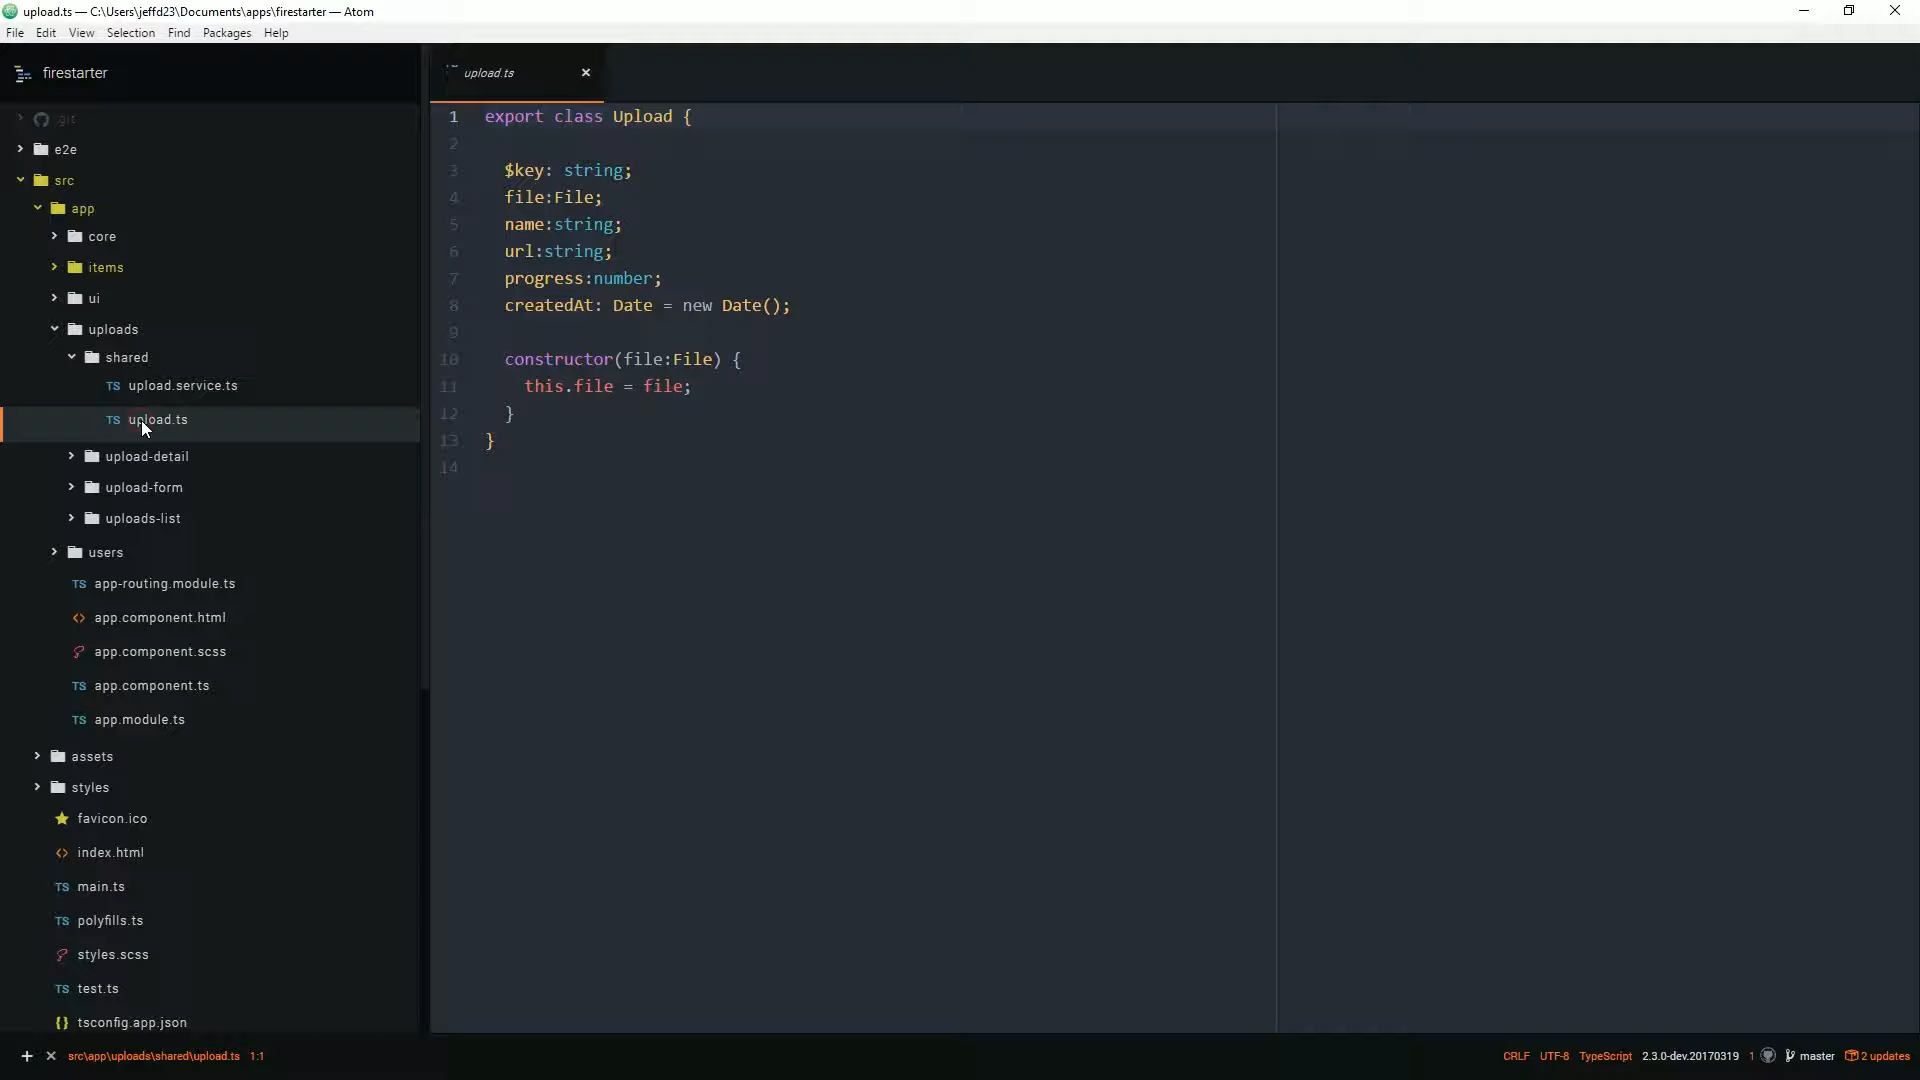 upload.ts — C:\Users\jeffd23\Documents\apps\firestarter — Atom
File Edit View Selection Find Packages Help
firestarter
.git
e2e
src
app
core
items
ui
uploads
shared
TS upload.service.ts
TS upload.ts
upload-detail
upload-form
uploads-list
users
TS app-routing.module.ts
<> app.component.html
app.component.scss
TS app.component.ts
TS app.module.ts
assets
styles
favicon.ico
<> index.html
TS main.ts
TS polyfills.ts
styles.scss
TS test.ts
{} tsconfig.app.json
upload.ts
1 export class Upload {
2
3 $key: string;
4 file:File;
5 name:string;
6 url:string;
7 progress:number;
8 createdAt: Date = new Date();
9
10 constructor(file:File) {
11 this.file = file;
12 }
13 }
14
src\app\uploads\shared\upload.ts 1:1
CRLF UTF-8 TypeScript 2.3.0-dev.20170319 1 master 2 updates